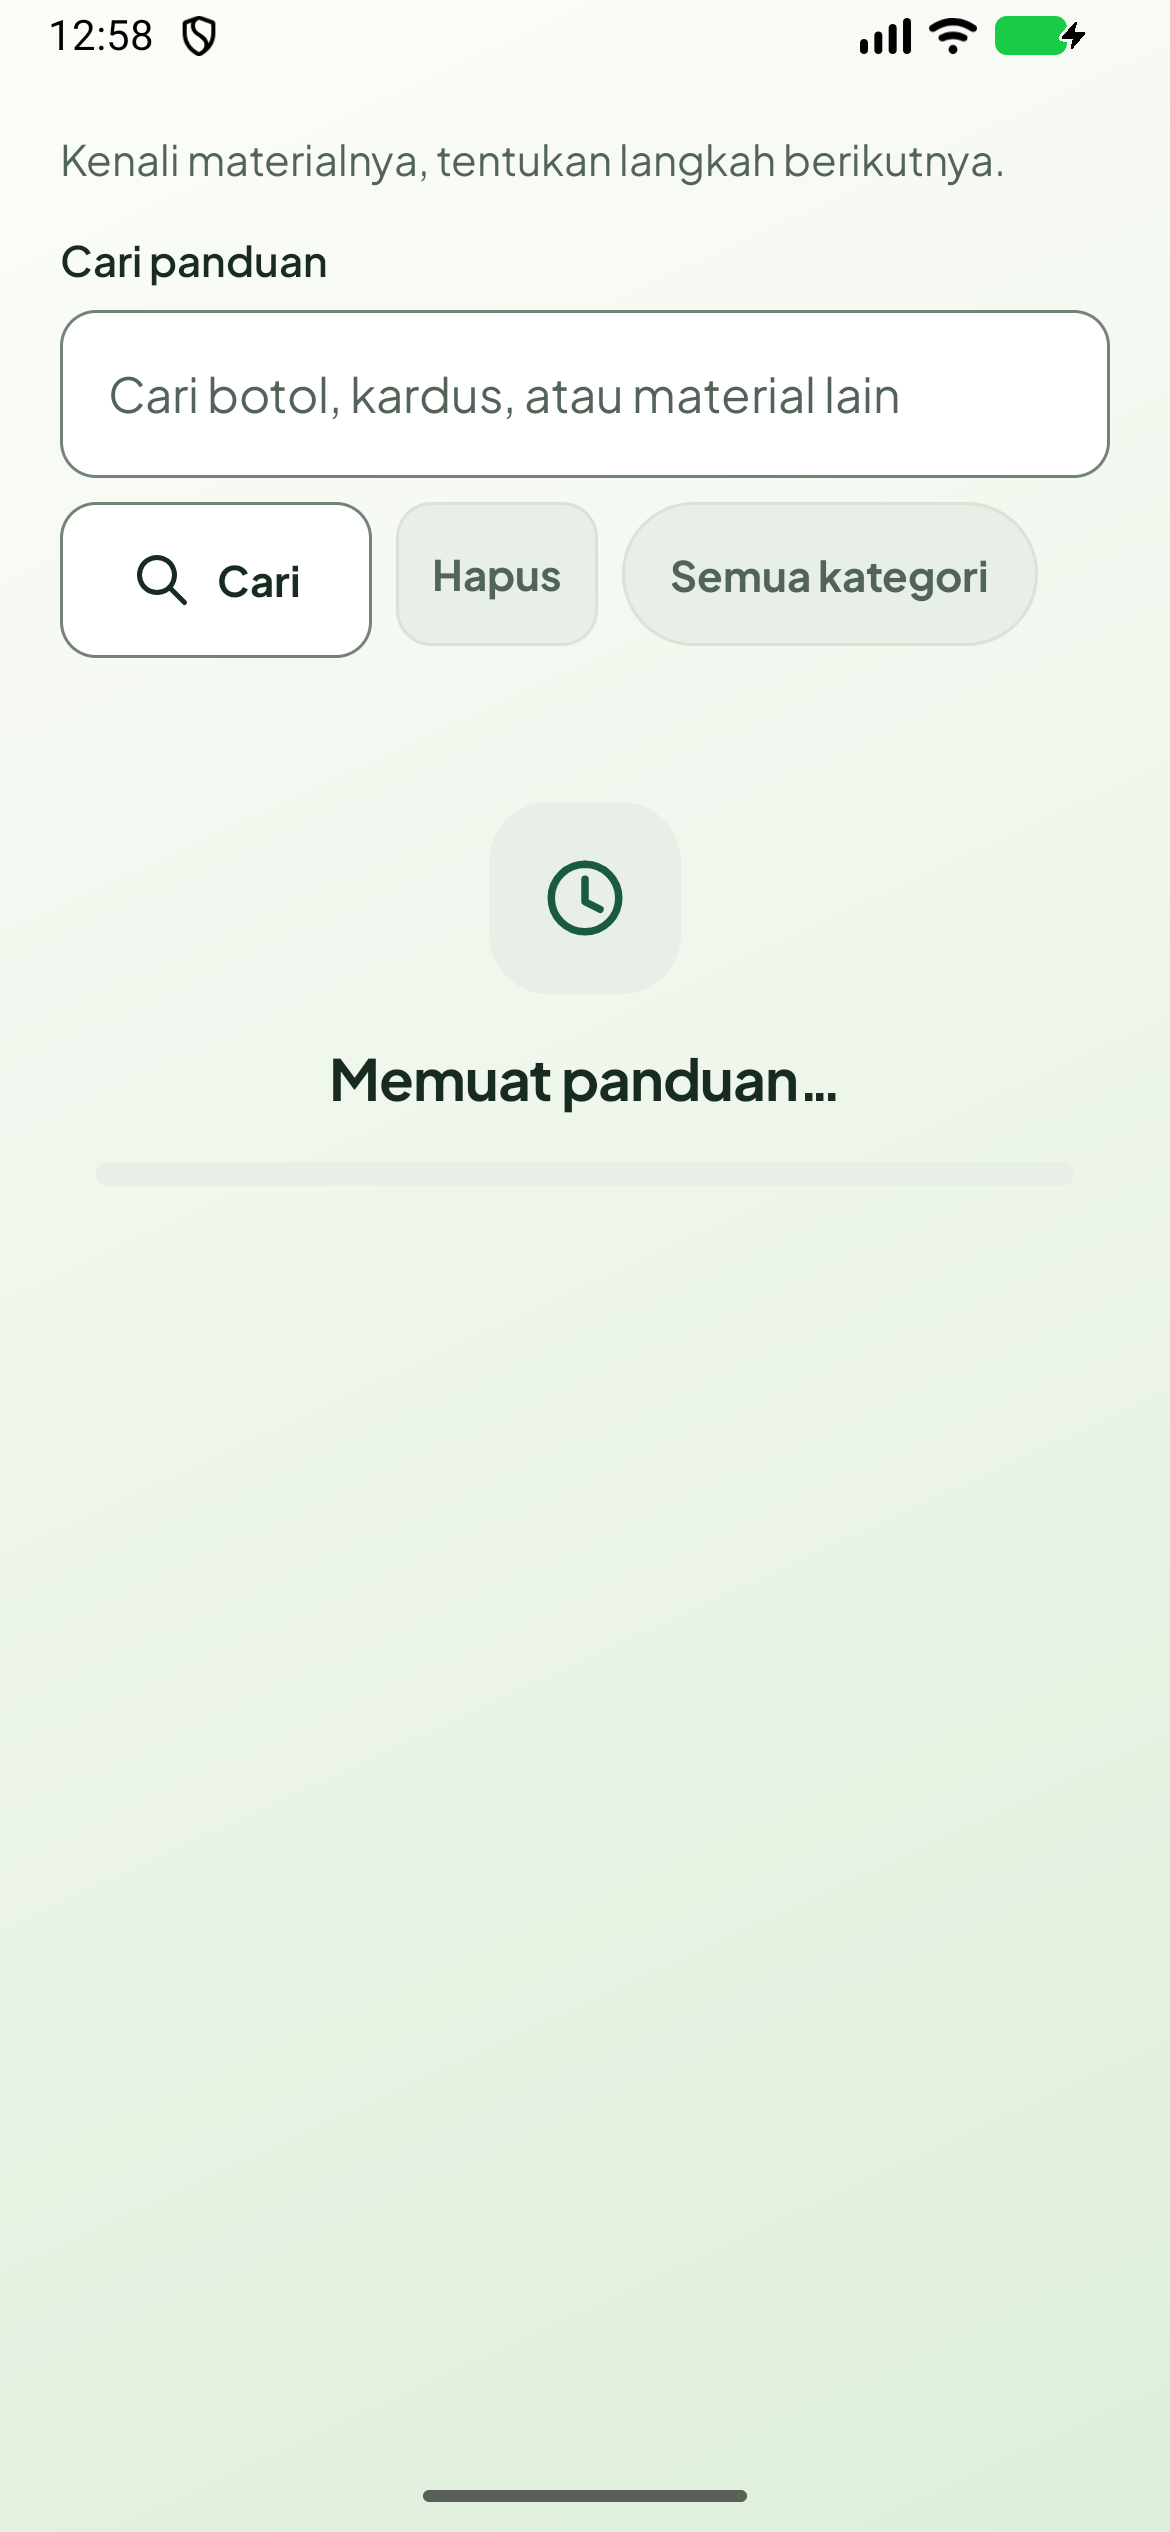 12:58
Kenali materialnya, tentukan langkah berikutnya.
Cari panduan
Cari botol, kardus, atau material lain
Cari
Hapus
Semua kategori
Memuat panduan...